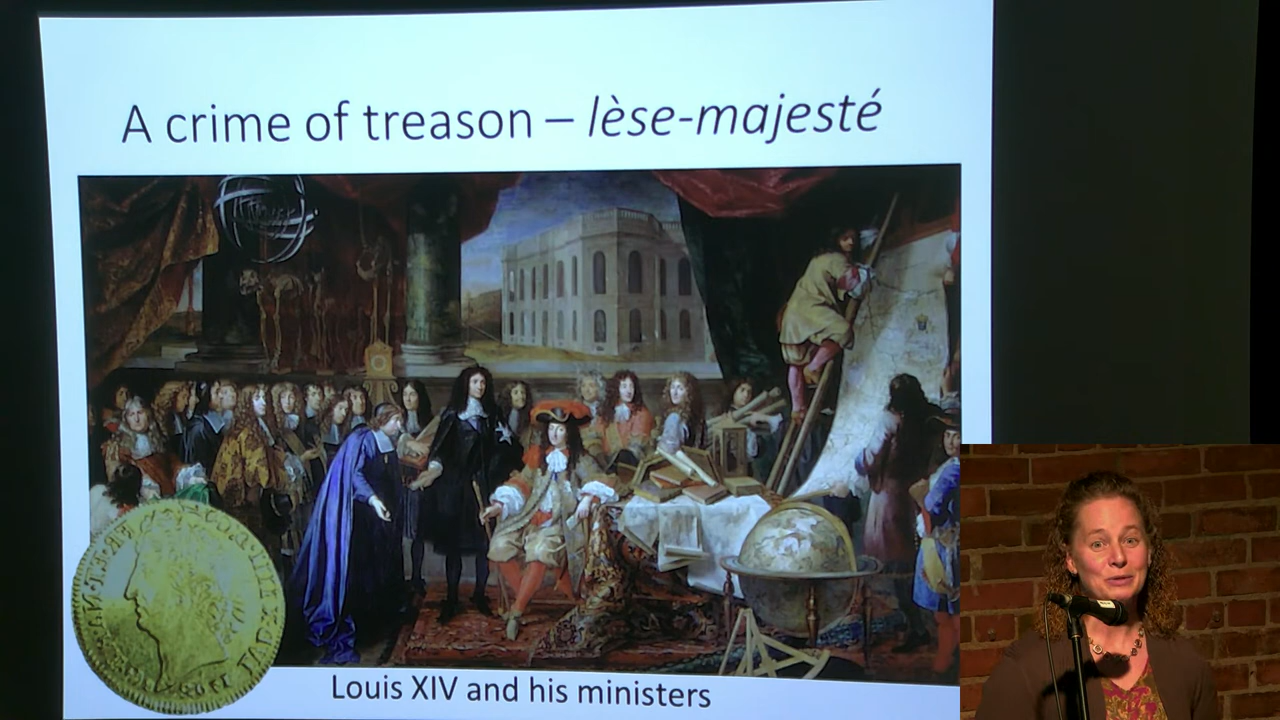 A crime of treason – lèse-majesté
Louis XIV and his ministers